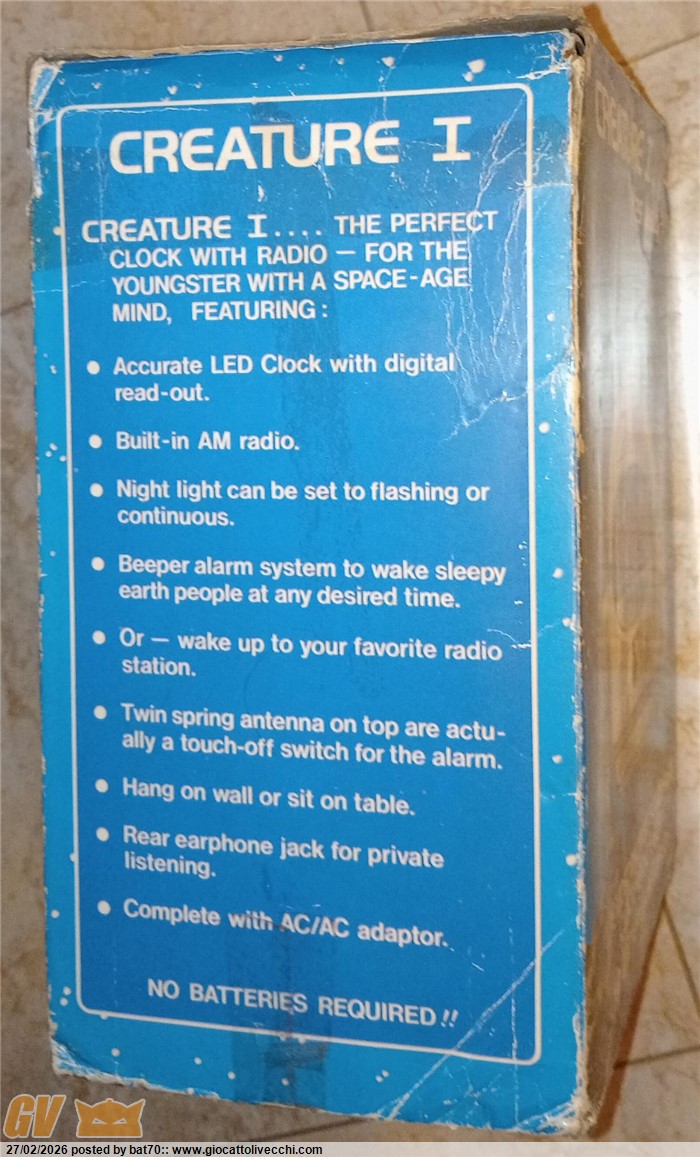 CREATURE I
CREATURE I.... THE PERFECT
CLOCK WITH RADIO — FOR THE
YOUNGSTER WITH A SPACE-AGE
MIND, FEATURING:
● Accurate LED Clock with digital
read-out.
● Built-in AM radio.
● Night light can be set to flashing or
continuous.
● Beeper alarm system to wake sleepy
earth people at any desired time.
● Or — wake up to your favorite radio
station.
● Twin spring antenna on top are actu-
ally a touch-off switch for the alarm.
● Hang on wall or sit on table.
● Rear earphone jack for private
listening.
● Complete with AC/AC adaptor.
NO BATTERIES REQUIRED!!
CREATURE I
GV
27/02/2026 posted by bat70:: www.giocattolivecchi.com